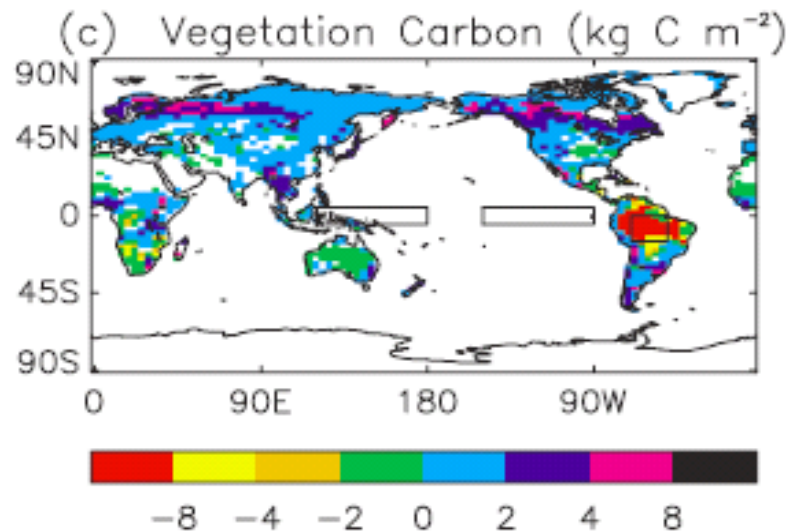 (c) Vegetation Carbon (kg C m⁻²)
90N
45N
0
45S
90S
0 90E 180 90W
−8 −4 −2 0 2 4 8